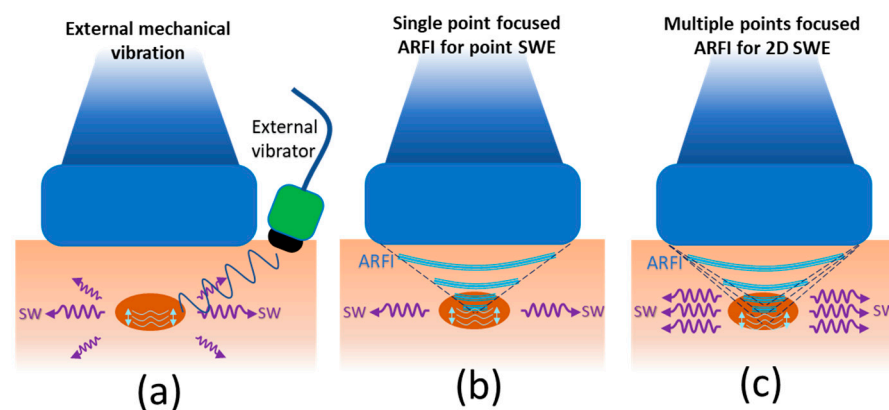 External mechanical
vibration
External
vibrator
SW
SW
(a)
Single point focused
ARFI for point SWE
ARFI
SW
SW
(b)
Multiple points focused
ARFI for 2D SWE
ARFI
SW
SW
(c)